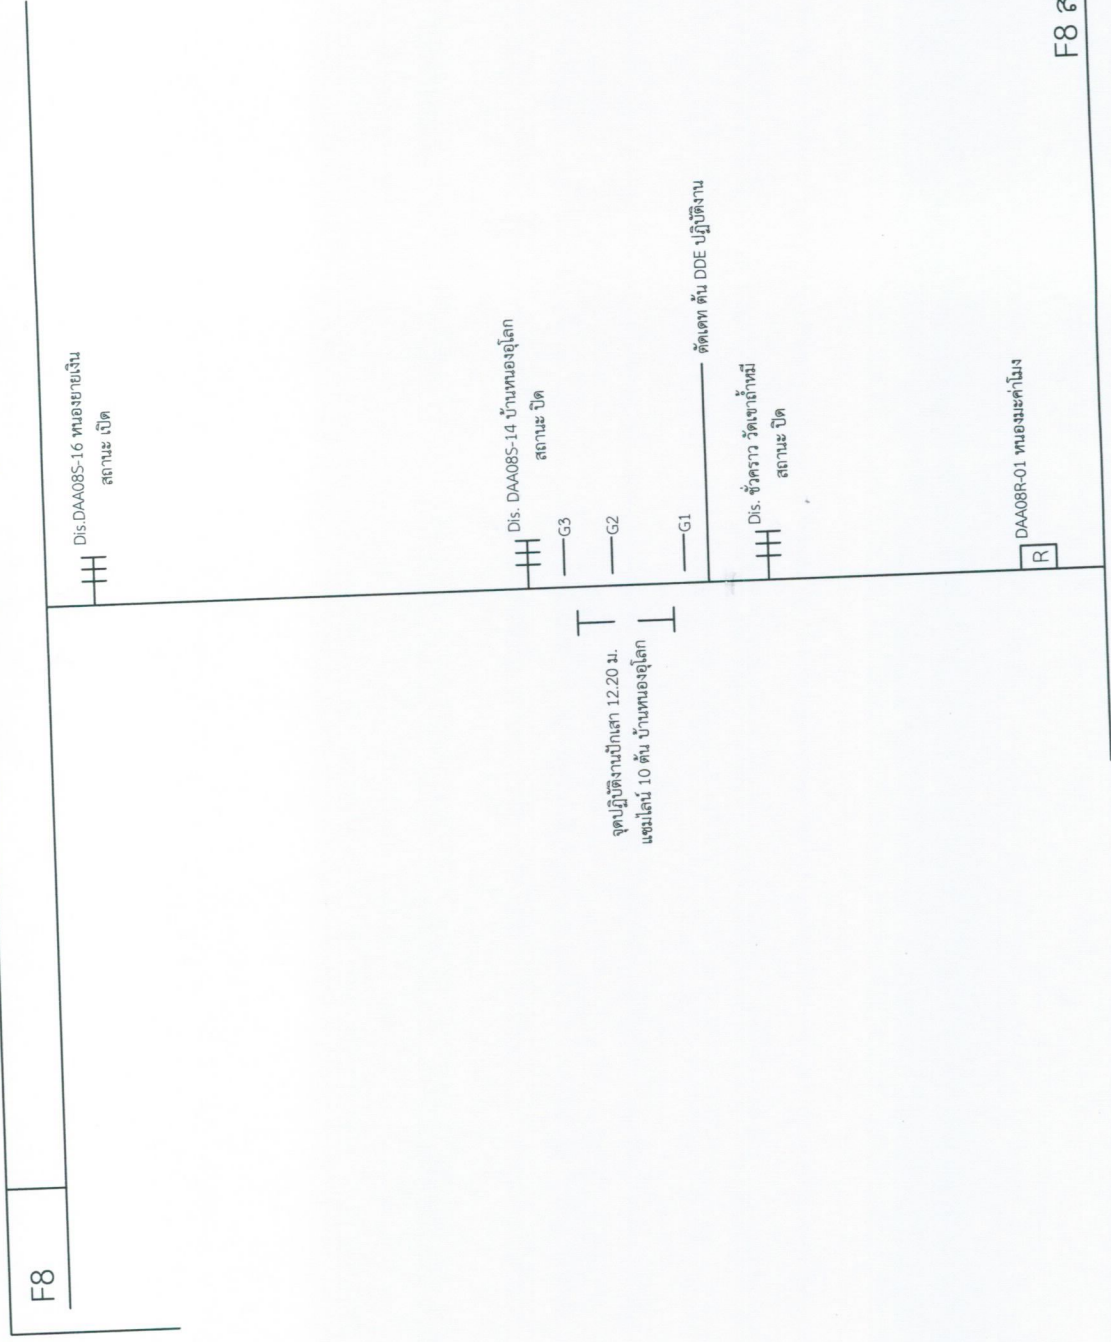 F8
Dis.DAA08S-16 หนองยายเงิน
สถานะ เปิด
Dis. DAA08S-14 บ้านหนองอุโลก
สถานะ ปิด
G3
G2
G1
จุดปฏิบัติงานปักเสา 12.20 ม.
แซมไลน์ 10 ต้น บ้านหนองอุโลก
ตัดเดท ต้น DDE ปฏิบัติงาน
Dis. ชั่วคราว วัดเขาถ้ำหมี
สถานะ ปิด
DAA08R-01 หนองมะค่าโมง
R
F8